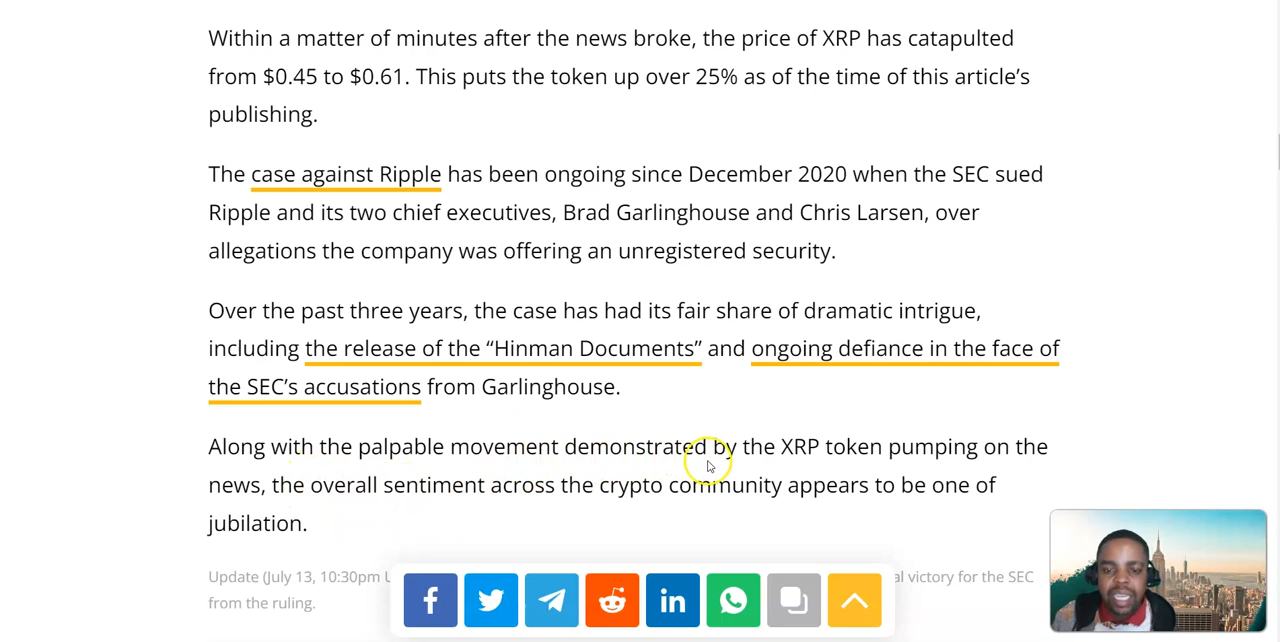 Within a matter of minutes after the news broke, the price of XRP has catapulted
from $0.45 to $0.61. This puts the token up over 25% as of the time of this article’s
publishing.
The case against Ripple has been ongoing since December 2020 when the SEC sued
Ripple and its two chief executives, Brad Garlinghouse and Chris Larsen, over
allegations the company was offering an unregistered security.
Over the past three years, the case has had its fair share of dramatic intrigue,
including the release of the “Hinman Documents” and ongoing defiance in the face of
the SEC’s accusations from Garlinghouse.
Along with the palpable movement demonstrated by the XRP token pumping on the
news, the overall sentiment across the crypto community appears to be one of
jubilation.
Update (July 13, 10:30pm victory for the SEC
from the ruling.